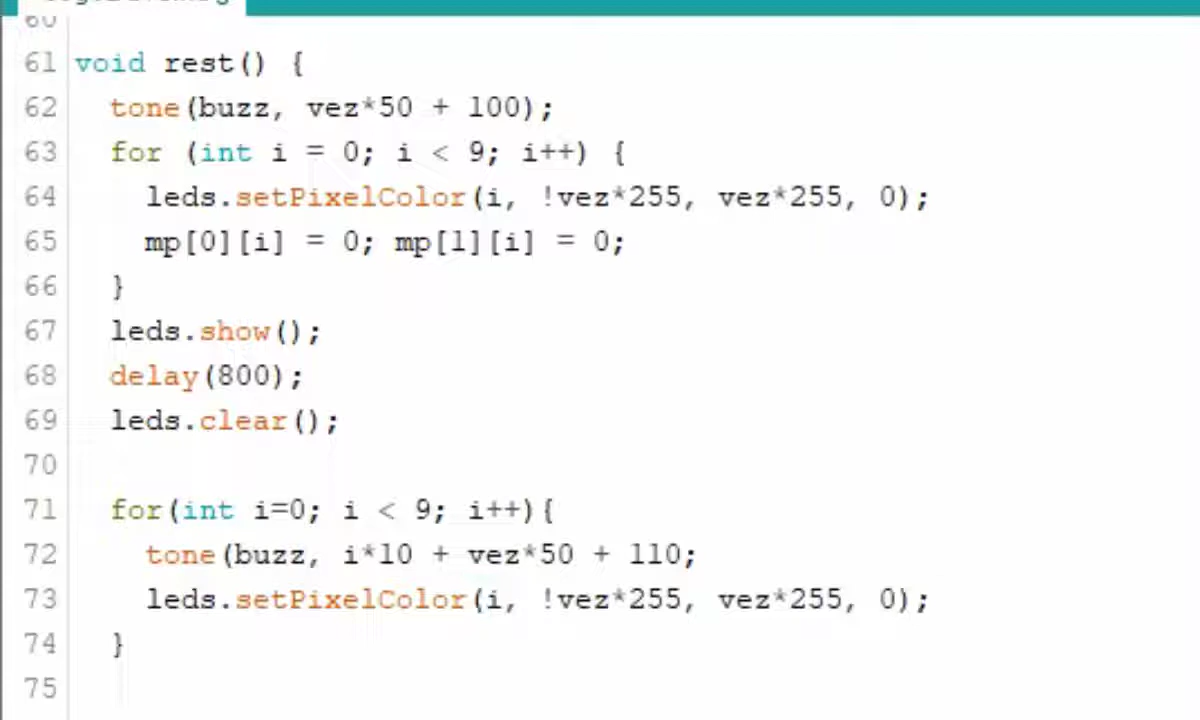 61 void rest() {
62 tone(buzz, vez*50 + 100);
63 for (int i = 0; i < 9; i++) {
64 leds.setPixelColor(i, !vez*255, vez*255, 0);
65 mp[0][i] = 0; mp[1][i] = 0;
66 }
67 leds.show();
68 delay(800);
69 leds.clear();
70
71 for(int i=0; i < 9; i++){
72 tone(buzz, i*10 + vez*50 + 110;
73 leds.setPixelColor(i, !vez*255, vez*255, 0);
74 }
75